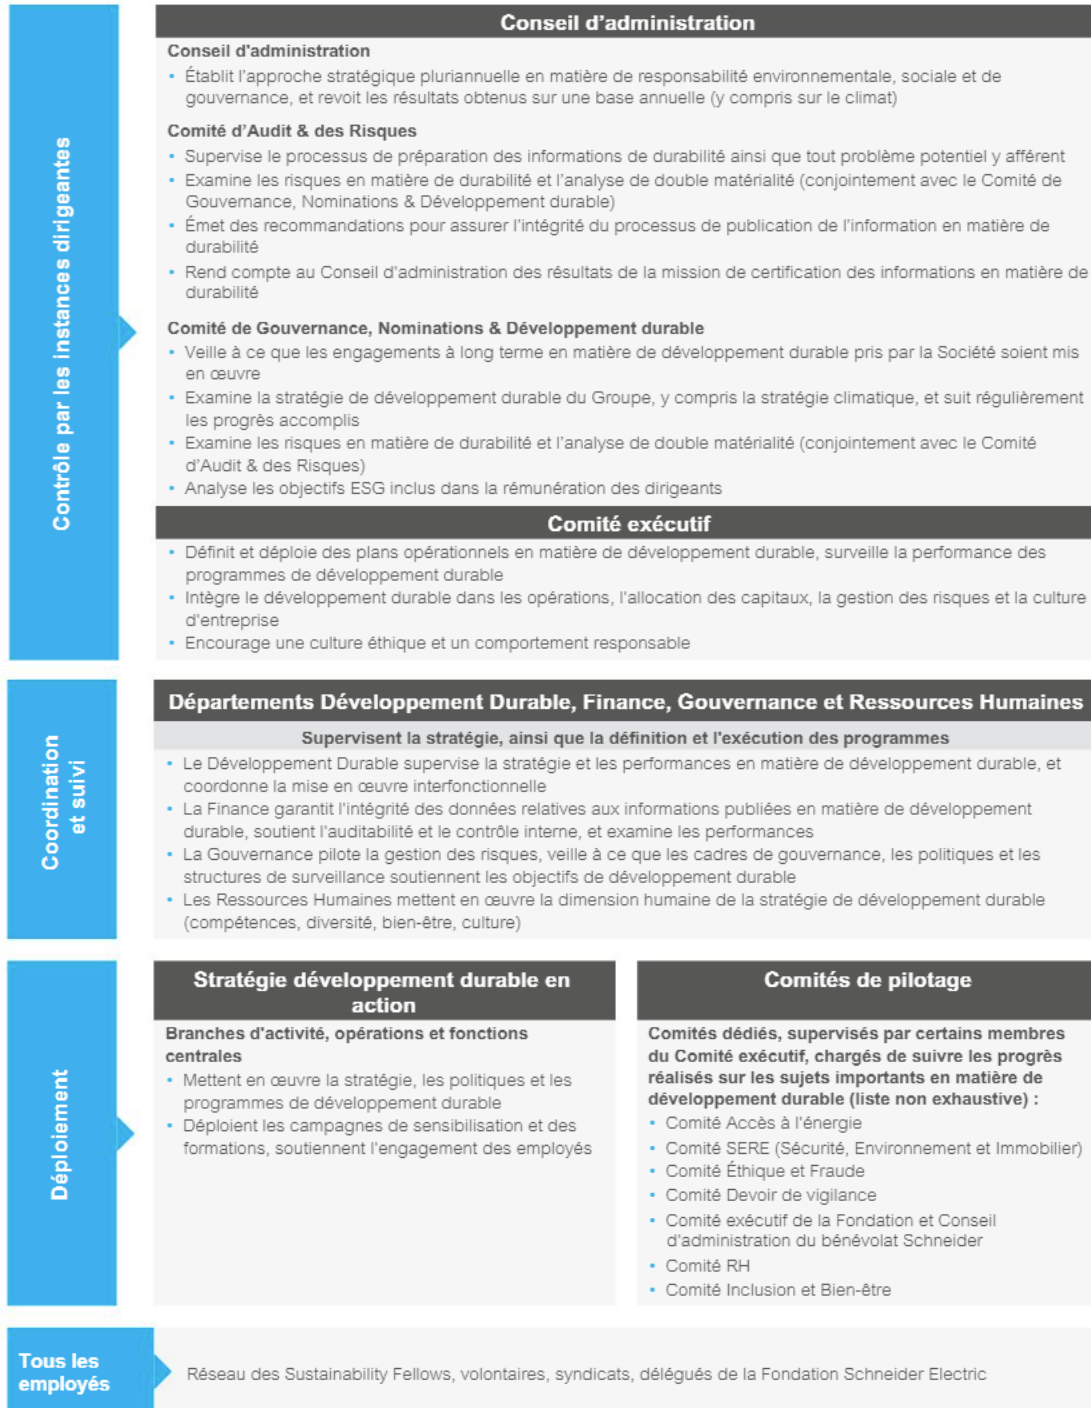 Contrôle par les instances dirigeantes
Conseil d'administration
Conseil d'administration
• Établit l'approche stratégique pluriannuelle en matière de responsabilité environnementale, sociale et de
gouvernance, et revoit les résultats obtenus sur une base annuelle (y compris sur le climat)
Comité d'Audit & des Risques
• Supervise le processus de préparation des informations de durabilité ainsi que tout problème potentiel y afférent
• Examine les risques en matière de durabilité et l'analyse de double matérialité (conjointement avec le Comité de
Gouvernance, Nominations & Développement durable)
• Émet des recommandations pour assurer l'intégrité du processus de publication de l'information en matière de
durabilité
• Rend compte au Conseil d'administration des résultats de la mission de certification des informations en matière de
durabilité
Comité de Gouvernance, Nominations & Développement durable
• Veille à ce que les engagements à long terme en matière de développement durable pris par la Société soient mis
en œuvre
• Examine la stratégie de développement durable du Groupe, y compris la stratégie climatique, et suit régulièrement
les progrès accomplis
• Examine les risques en matière de durabilité et l'analyse de double matérialité (conjointement avec le Comité
d'Audit & des Risques)
• Analyse les objectifs ESG inclus dans la rémunération des dirigeants
Comité exécutif
• Définit et déploie des plans opérationnels en matière de développement durable, surveille la performance des
programmes de développement durable
• Intègre le développement durable dans les opérations, l'allocation des capitaux, la gestion des risques et la culture
d'entreprise
• Encourage une culture éthique et un comportement responsable
Coordination
et suivi
Départements Développement Durable, Finance, Gouvernance et Ressources Humaines
Supervisent la stratégie, ainsi que la définition et l'exécution des programmes
• Le Développement Durable supervise la stratégie et les performances en matière de développement durable, et
coordonne la mise en œuvre interfonctionnelle
• La Finance garantit l'intégrité des données relatives aux informations publiées en matière de développement
durable, soutient l'auditabilité et le contrôle interne, et examine les performances
• La Gouvernance pilote la gestion des risques, veille à ce que les cadres de gouvernance, les politiques et les
structures de surveillance soutiennent les objectifs de développement durable
• Les Ressources Humaines mettent en œuvre la dimension humaine de la stratégie de développement durable
(compétences, diversité, bien-être, culture)
Déploiement
Stratégie développement durable en
action
Branches d'activité, opérations et fonctions
centrales
• Mettent en œuvre la stratégie, les politiques et les
programmes de développement durable
• Déploient les campagnes de sensibilisation et des
formations, soutiennent l'engagement des employés
Comités de pilotage
Comités dédiés, supervisés par certains membres
du Comité exécutif, chargés de suivre les progrès
réalisés sur les sujets importants en matière de
développement durable (liste non exhaustive) :
• Comité Accès à l'énergie
• Comité SERE (Sécurité, Environnement et Immobilier)
• Comité Éthique et Fraude
• Comité Devoir de vigilance
• Comité exécutif de la Fondation et Conseil
d'administration du bénévolat Schneider
• Comité RH
• Comité Inclusion et Bien-être
Tous les
employés
Réseau des Sustainability Fellows, volontaires, syndicats, délégués de la Fondation Schneider Electric